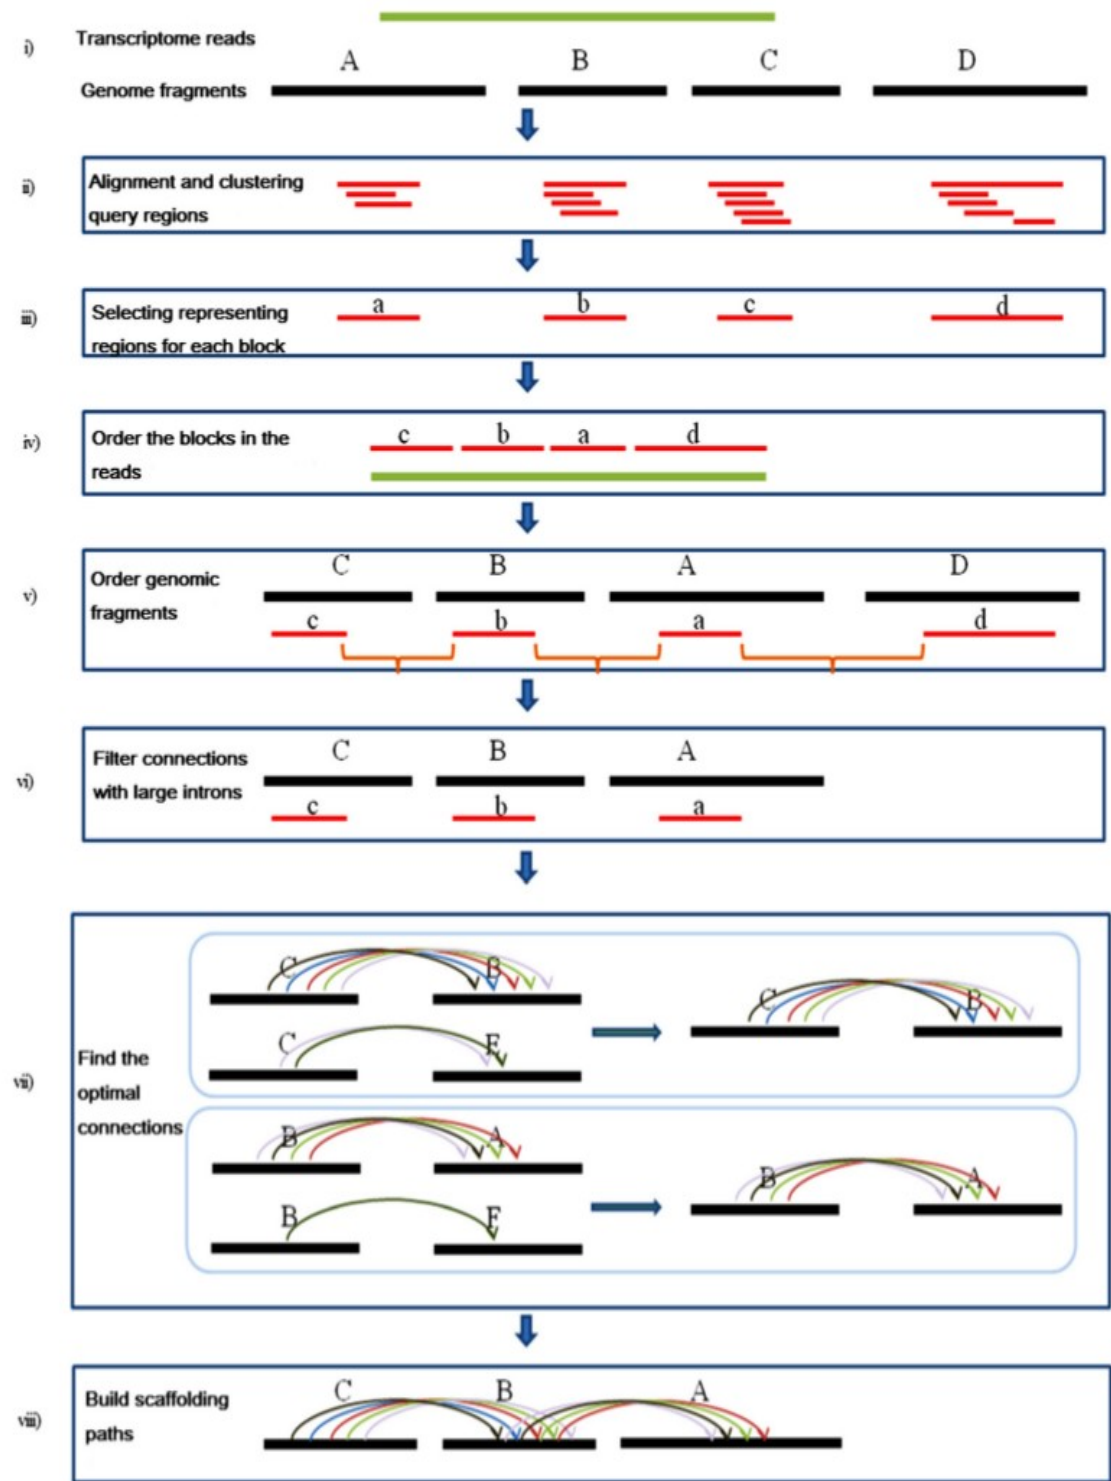 i)
Transcriptome reads
A B C D
Genome fragments
ii)
Alignment and clustering
query regions
iii)
Selecting representing
regions for each block
a b c d
iv)
Order the blocks in the
reads
c b a d
v)
Order genomic
fragments
C B A D
c b a d
vi)
Filter connections
with large introns
C B A
c b a
vii)
Find the
optimal
connections
C B
C B
C E
B A
B A
B F
viii)
Build scaffolding
paths
C B A